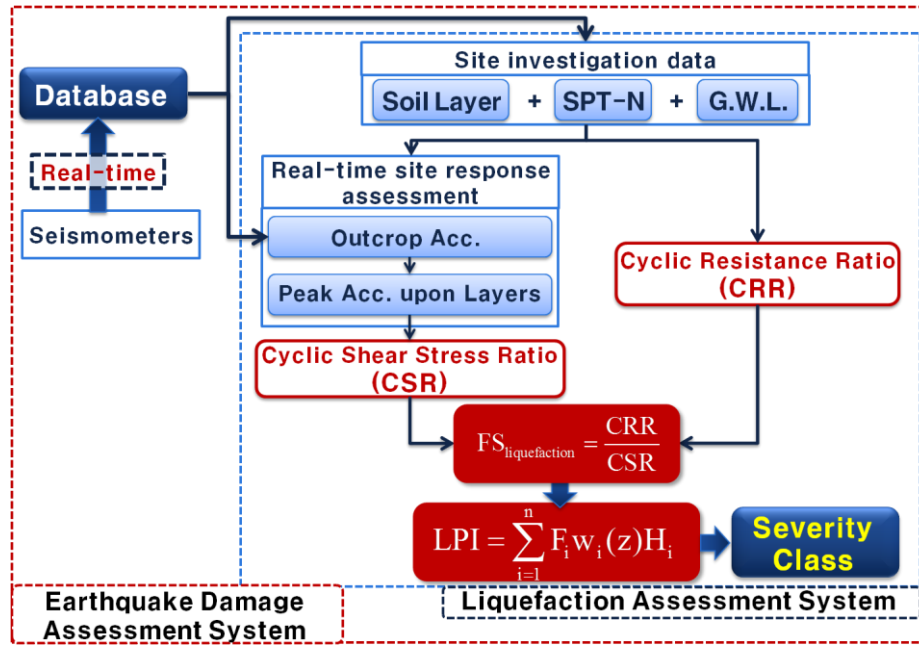 Site investigation data
Database
Soil Layer + SPT-N + G.W.L.
Real-time
Real-time site response
assessment
Seismometers
Outcrop Acc.
Cyclic Resistance Ratio
(CRR)
Peak Acc. upon Layers
Cyclic Shear Stress Ratio
(CSR)
FS_liquefaction = CRR / CSR
LPI = ∑_{i=1}^{n} F_i w_i (z) H_i
Severity
Class
Earthquake Damage
Assessment System
Liquefaction Assessment System